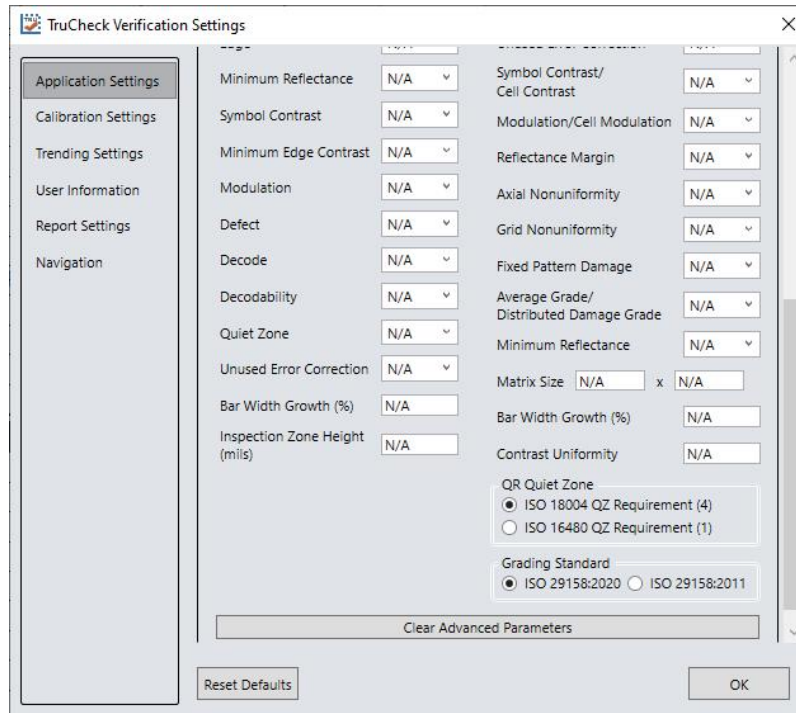 TruCheck Verification Settings
Application Settings
Calibration Settings
Trending Settings
User Information
Report Settings
Navigation
Minimum Reflectance N/A
Symbol Contrast N/A
Minimum Edge Contrast N/A
Modulation N/A
Defect N/A
Decode N/A
Decodability N/A
Quiet Zone N/A
Unused Error Correction N/A
Bar Width Growth (%) N/A
Inspection Zone Height
(mils) N/A
Symbol Contrast/
Cell Contrast N/A
Modulation/Cell Modulation N/A
Reflectance Margin N/A
Axial Nonuniformity N/A
Grid Nonuniformity N/A
Fixed Pattern Damage N/A
Average Grade/
Distributed Damage Grade N/A
Minimum Reflectance N/A
Matrix Size N/A x N/A
Bar Width Growth (%) N/A
Contrast Uniformity N/A
QR Quiet Zone
ISO 18004 QZ Requirement (4)
ISO 16480 QZ Requirement (1)
Grading Standard
ISO 29158:2020 ISO 29158:2011
Clear Advanced Parameters
Reset Defaults
OK